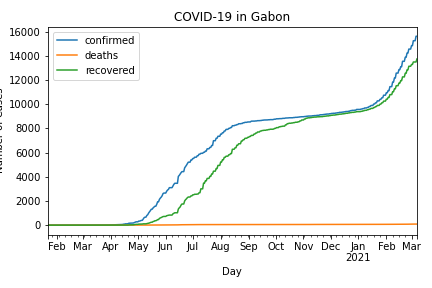 COVID-19 in Gabon
confirmed
deaths
recovered
16000
14000
12000
10000
8000
6000
4000
2000
0
Feb Mar Apr May Jun Jul Aug Sep Oct Nov Dec Jan Feb Mar
2021
Day